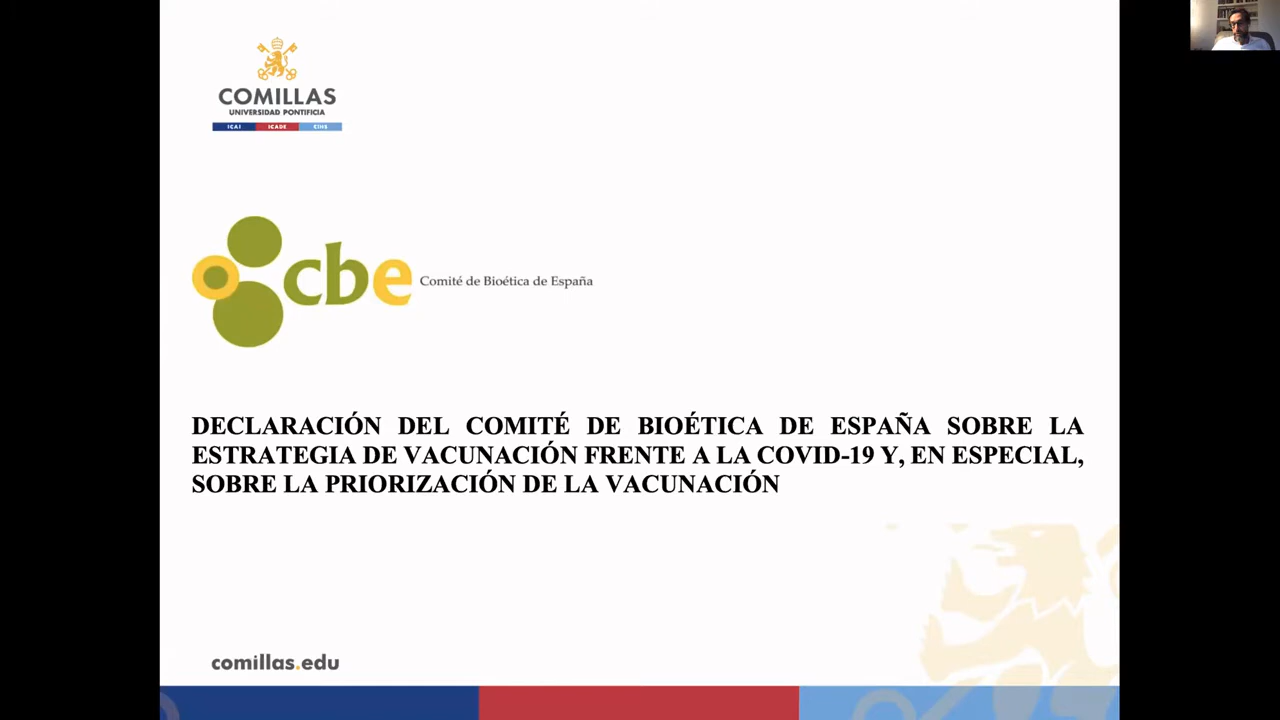 COMILLAS
UNIVERSIDAD PONTIFICIA
ICAI ICADE CIHS
cbe Comité de Bioética de España
DECLARACIÓN DEL COMITÉ DE BIOÉTICA DE ESPAÑA SOBRE LA
ESTRATEGIA DE VACUNACIÓN FRENTE A LA COVID-19 Y, EN ESPECIAL,
SOBRE LA PRIORIZACIÓN DE LA VACUNACIÓN
comillas.edu